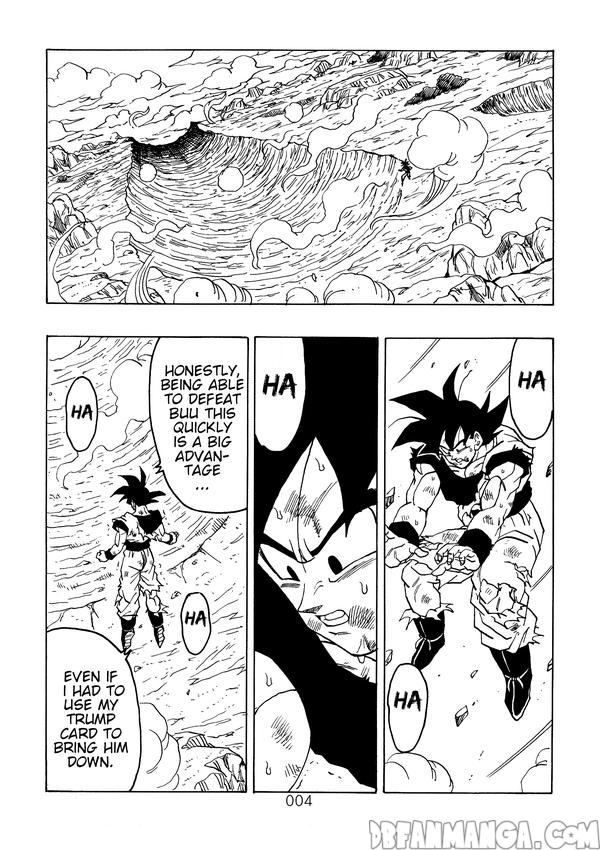 HA
HA
HA
HONESTLY,
BEING ABLE
TO DEFEAT
BUU THIS
QUICKLY
IS A BIG
ADVAN-
TAGE
...
HA
HA
EVEN IF
I HAD TO
USE MY
TRUMP
CARD TO
BRING HIM
DOWN.
004
DBFANMANGA.COM